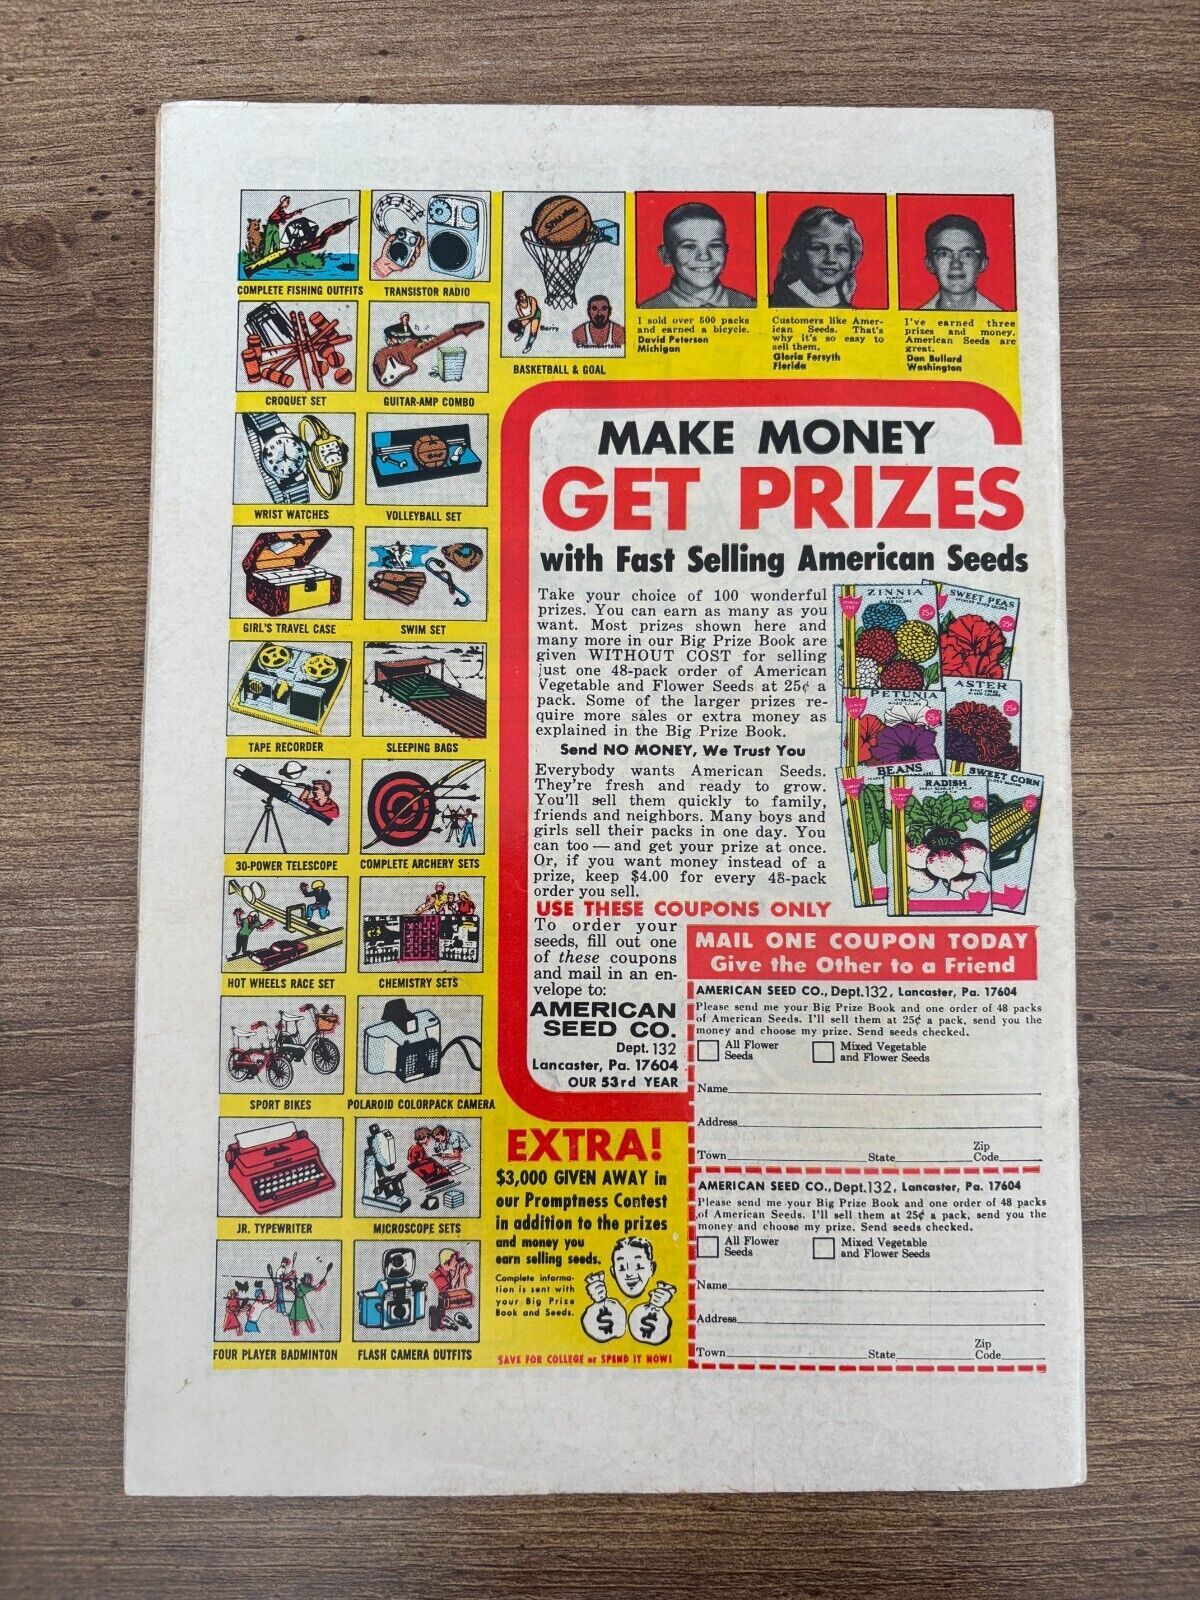 COMPLETE FISHING OUTFITS
TRANSISTOR RADIO
CROQUET SET
GUITAR-AMP COMBO
WRIST WATCHES
VOLLEYBALL SET
GIRL'S TRAVEL CASE
SWIM SET
TAPE RECORDER
SLEEPING BAGS
30-POWER TELESCOPE
COMPLETE ARCHERY SETS
HOT WHEELS RACE SET
CHEMISTRY SETS
SPORT BIKES
POLAROID COLORPACK CAMERA
JR. TYPEWRITER
MICROSCOPE SETS
FOUR PLAYER BADMINTON
FLASH CAMERA OUTFITS
Barry
Chamberlain
BASKETBALL & GOAL
I sold over 500 packs
and earned a bicycle.
David Peterson
Michigan
Customers like Amer-
ican Seeds. That's
why it's so easy to
sell them.
Gloria Forsyth
Florida
I've earned three
prizes and money.
American Seeds are
great.
Dan Bullard
Washington
MAKE MONEY
GET PRIZES
with Fast Selling American Seeds
Take your choice of 100 wonderful
prizes. You can earn as many as you
want. Most prizes shown here and
many more in our Big Prize Book are
given WITHOUT COST for selling
just one 48-pack order of American
Vegetable and Flower Seeds at 25¢ a
pack. Some of the larger prizes re-
quire more sales or extra money as
explained in the Big Prize Book.
Send NO MONEY, We Trust You
Everybody wants American Seeds.
They're fresh and ready to grow.
You'll sell them quickly to family,
friends and neighbors. Many boys and
girls sell their packs in one day. You
can too — and get your prize at once.
Or, if you want money instead of a
prize, keep $4.00 for every 48-pack
order you sell.
ZINNIA
25¢
SWEET PEAS
25¢
PETUNIA
MIXED COLORS
25¢
ASTER
25¢
BEANS
RADISH
25¢
SWEET CORN
25¢
USE THESE COUPONS ONLY
To order your
seeds, fill out one
of these coupons
and mail in an en-
velope to:
AMERICAN
SEED CO.
Dept. 132
Lancaster, Pa. 17604
OUR 53rd YEAR
MAIL ONE COUPON TODAY
Give the Other to a Friend
AMERICAN SEED CO., Dept. 132, Lancaster, Pa. 17604
Please send me your Big Prize Book and one order of 48 packs
of American Seeds. I'll sell them at 25¢ a pack, send you the
money and choose my prize. Send seeds checked.
All Flower
Seeds
Mixed Vegetable
and Flower Seeds
Name
Address
Town State Zip Code
AMERICAN SEED CO., Dept. 132, Lancaster, Pa. 17604
Please send me your Big Prize Book and one order of 48 packs
of American Seeds. I'll sell them at 25¢ a pack, send you the
money and choose my prize. Send seeds checked.
All Flower
Seeds
Mixed Vegetable
and Flower Seeds
Name
Address
Town State Zip Code
EXTRA!
$3,000 GIVEN AWAY in
our Promptness Contest
in addition to the prizes
and money you
earn selling seeds.
Complete informa-
tion is sent with
your Big Prize
Book and Seeds.
$ $
SAVE FOR COLLEGE or SPEND IT NOW!